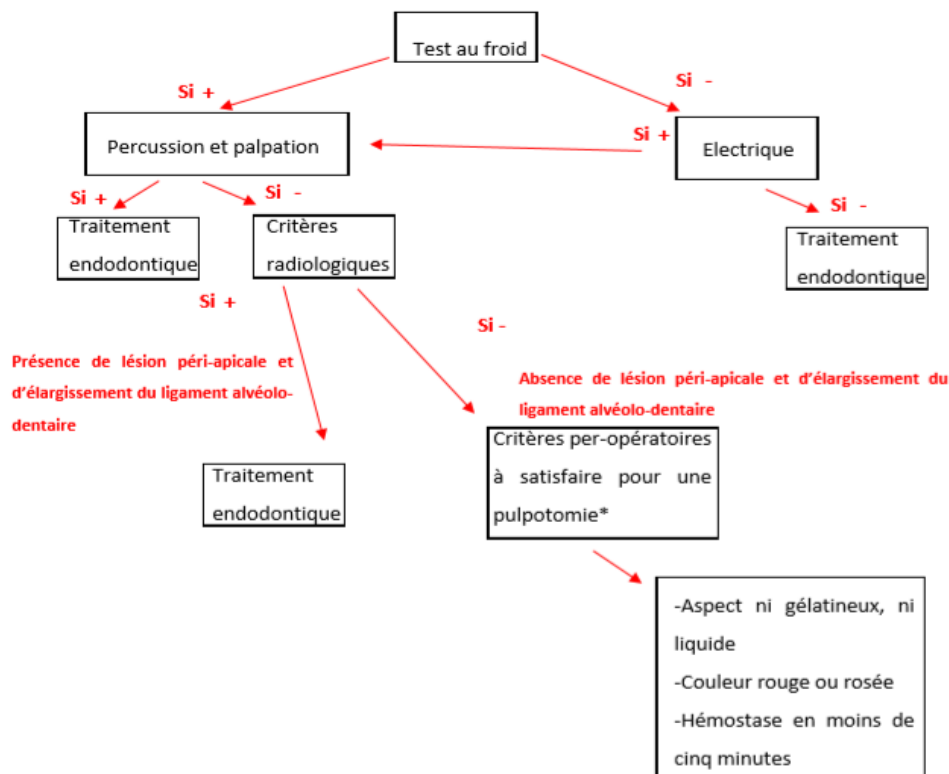 Test au froid
Si +
Si -
Percussion et palpation
Si +
Electrique
Si +
Si -
Si -
Traitement
endodontique
Critères
radiologiques
Traitement
endodontique
Si +
Si -
Présence de lésion péri-apicale et
d’élargissement du ligament alvéolo-
dentaire
Absence de lésion péri-apicale et d’élargissement du
ligament alvéolo-dentaire
Critères per-opératoires
à satisfaire pour une
pulpotomie*
Traitement
endodontique
-Aspect ni gélatineux, ni
liquide
-Couleur rouge ou rosée
-Hémostase en moins de
cinq minutes